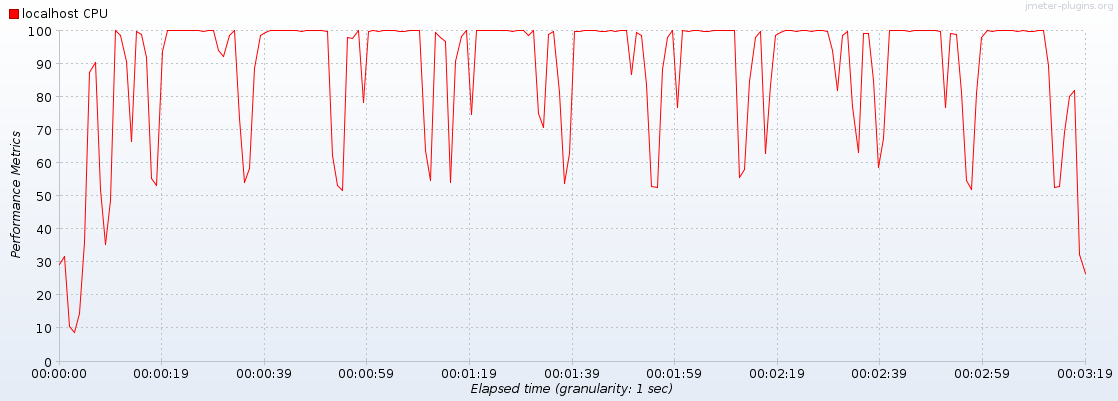 localhost CPU
jmeter-plugins.org
Performance Metrics
100
90
80
70
60
50
40
30
20
10
0
00:00:00 00:00:19 00:00:39 00:00:59 00:01:19 00:01:39 00:01:59 00:02:19 00:02:39 00:02:59 00:03:19
Elapsed time (granularity: 1 sec)